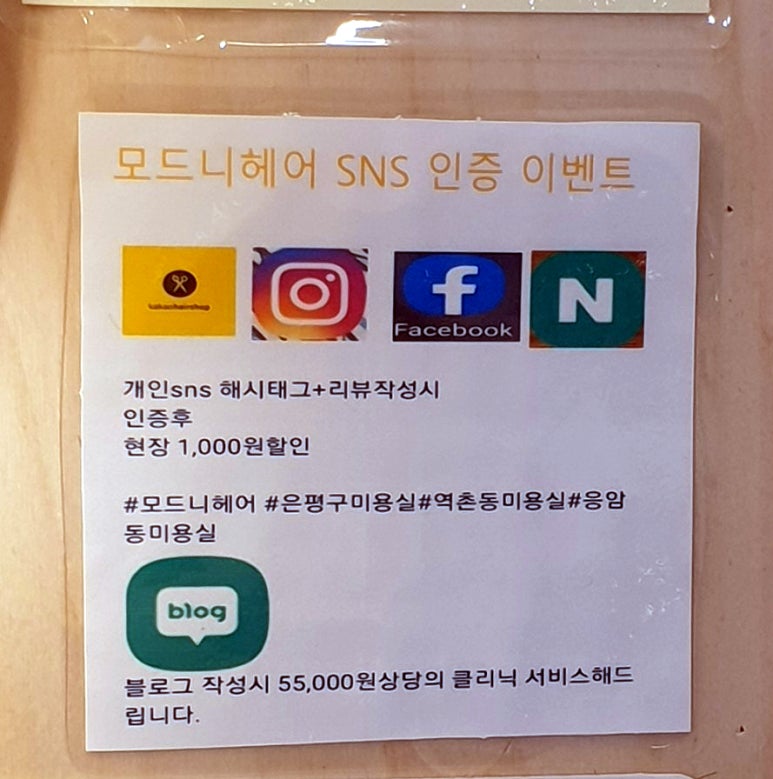 모드니헤어 SNS 인증 이벤트
kakaohairshop
Facebook
N
개인sns 해시태그+리뷰작성시
인증후
현장 1,000원할인
#모드니헤어 #은평구미용실#역촌동미용실#응암
동미용실
blog
블로그 작성시 55,000원상당의 클리닉 서비스해드
립니다.